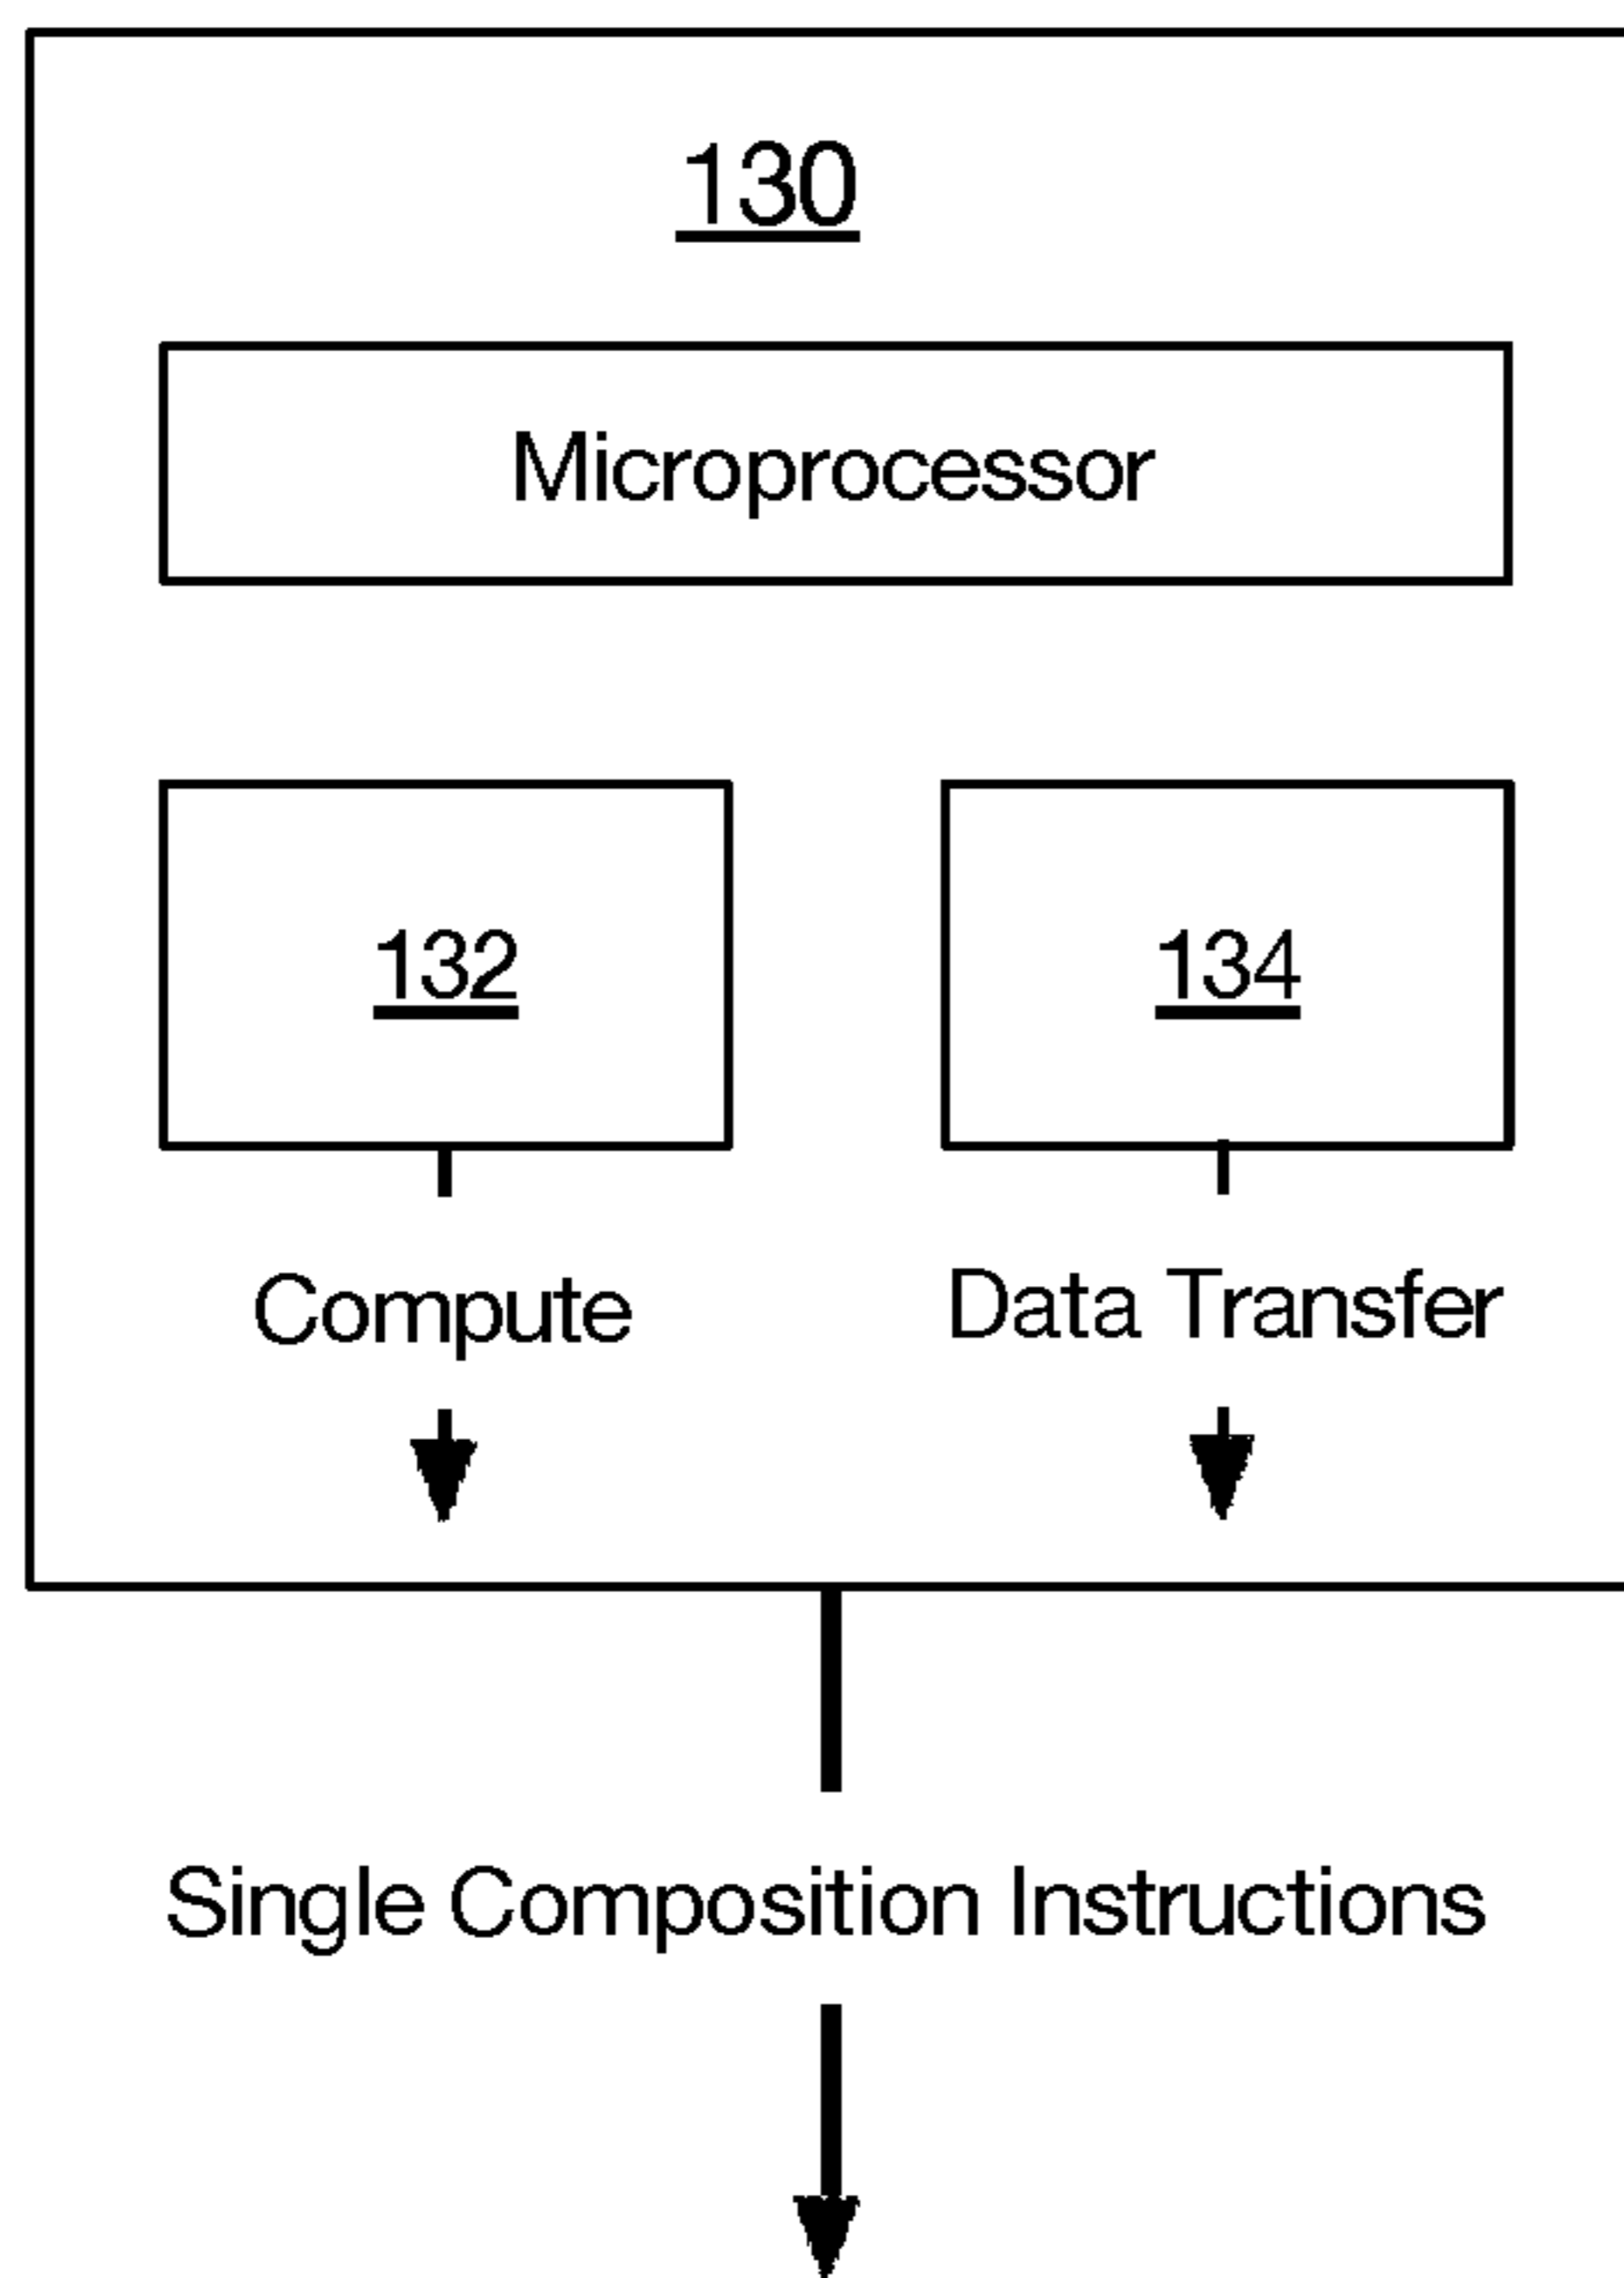 130
Microprocessor
132
134
Compute
Data Transfer
Single Composition Instructions